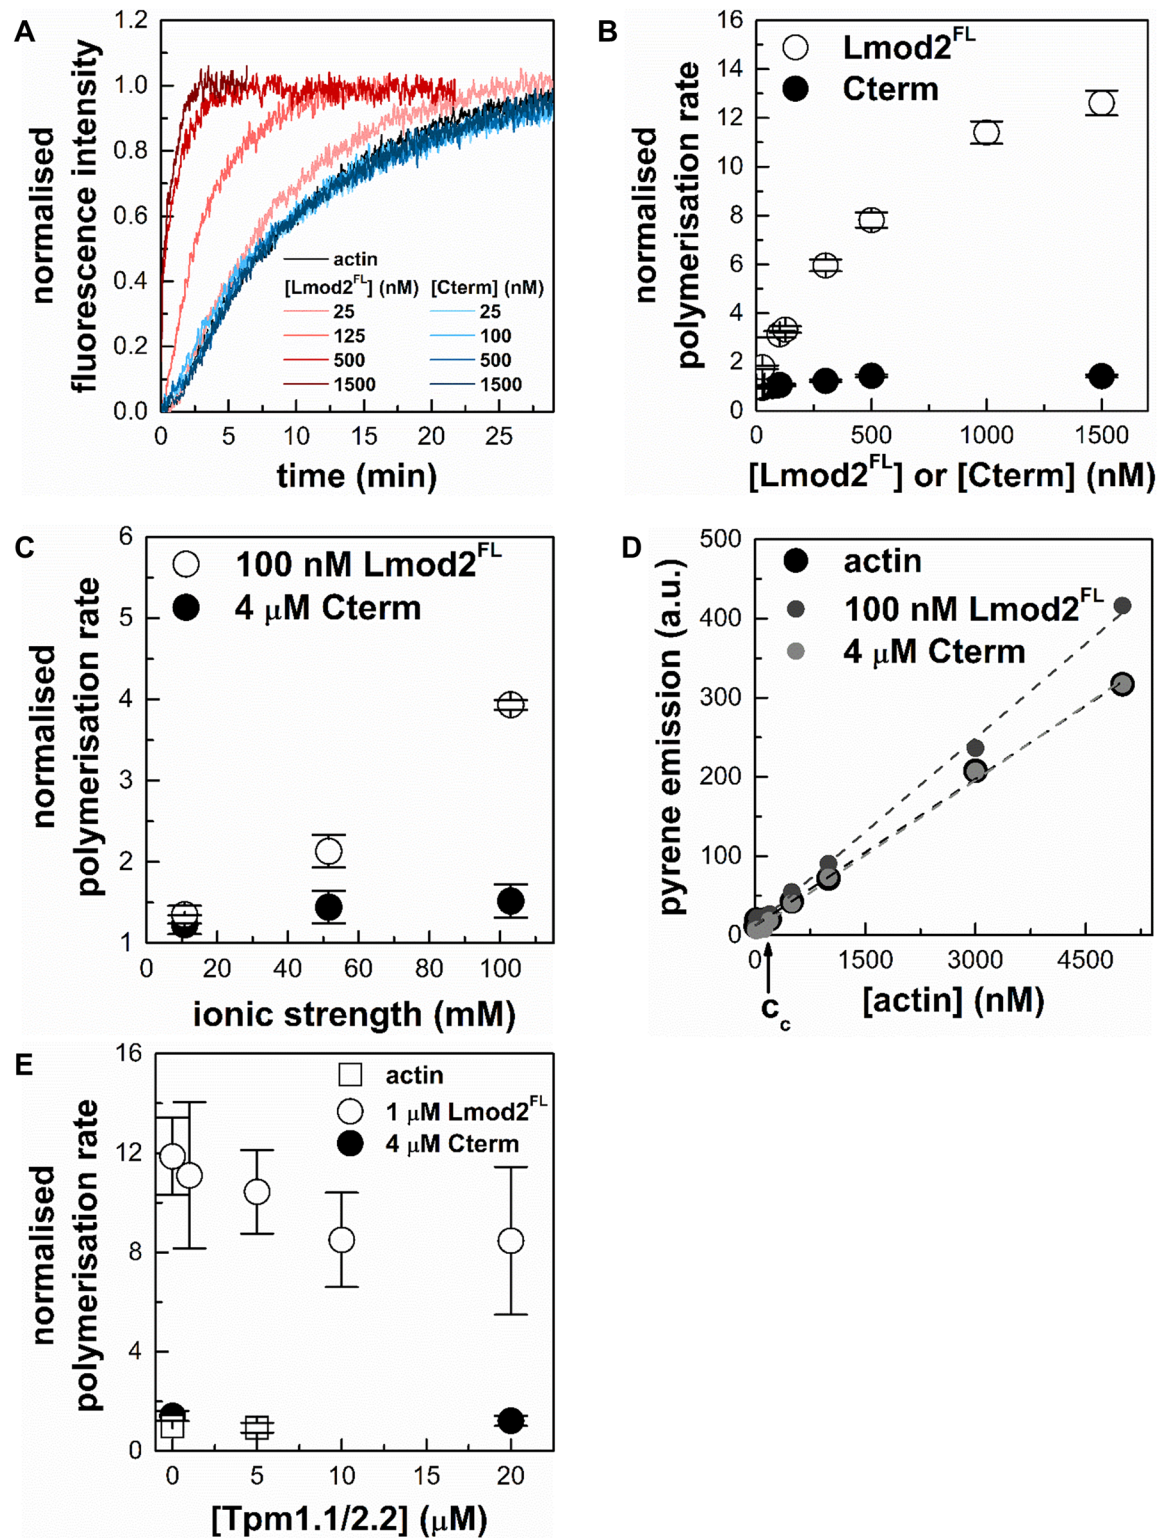 A
normalised
fluorescence intensity
1.2
1.0
0.8
0.6
0.4
0.2
0.0
actin
[Lmod2FL] (nM) [Cterm] (nM)
25 25
125 100
500 500
1500 1500
0 5 10 15 20 25
time (min)
B
normalised
polymerisation rate
16
14
12
10
8
6
4
2
0
Lmod2FL
Cterm
0 500 1000 1500
[Lmod2FL] or [Cterm] (nM)
C
normalised
polymerisation rate
6
5
4
3
2
1
100 nM Lmod2FL
4 μM Cterm
0 20 40 60 80 100
ionic strength (mM)
D
pyrene emission (a.u.)
500
400
300
200
100
0
actin
100 nM Lmod2FL
4 μM Cterm
0 1500 3000 4500
cc
[actin] (nM)
E
normalised
polymerisation rate
16
12
8
4
0
actin
1 μM Lmod2FL
4 μM Cterm
0 5 10 15 20
[Tpm1.1/2.2] (μM)